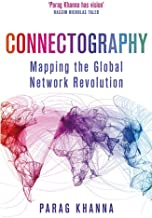 'Parag Khanna has vision'
NASSIM NICHOLAS TALEB
CONNECTOGRAPHY
Mapping the Global
Network Revolution
PARAG KHANNA